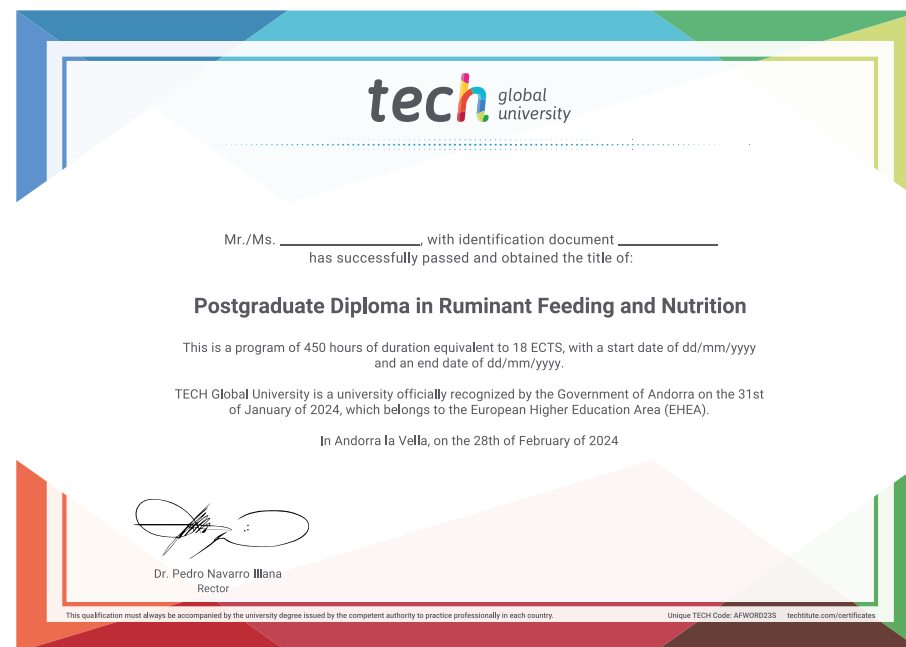 tech global university
Mr./Ms. ____________, with identification document ____________
has successfully passed and obtained the title of:
Postgraduate Diploma in Ruminant Feeding and Nutrition
This is a program of 450 hours of duration equivalent to 18 ECTS, with a start date of dd/mm/yyyy
and an end date of dd/mm/yyyy.
TECH Global University is a university officially recognized by the Government of Andorra on the 31st
of January of 2024, which belongs to the European Higher Education Area (EHEA).
In Andorra la Vella, on the 28th of February of 2024
Dr. Pedro Navarro Illana
Rector
This qualification must always be accompanied by the university degree issued by the competent authority to practice professionally in each country.
Unique TECH Code: AFWORD23S techtitute.com/certificates